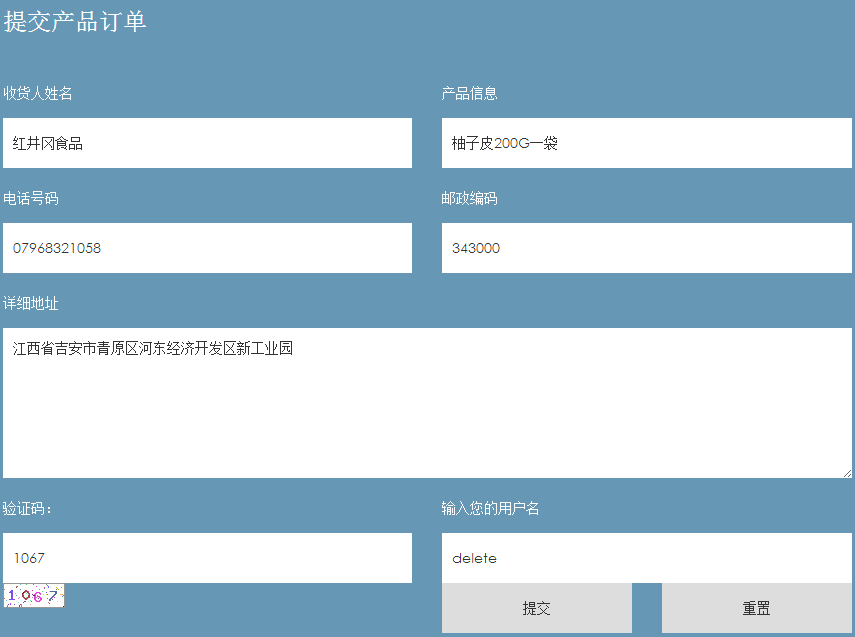 提交产品订单
收货人姓名
产品信息
红井冈食品
柚子皮200G一袋
电话号码
邮政编码
07968321058
343000
详细地址
江西省吉安市青原区河东经济开发区新工业园
验证码：
输入您的用户名
1067
delete
1067
提交
重置